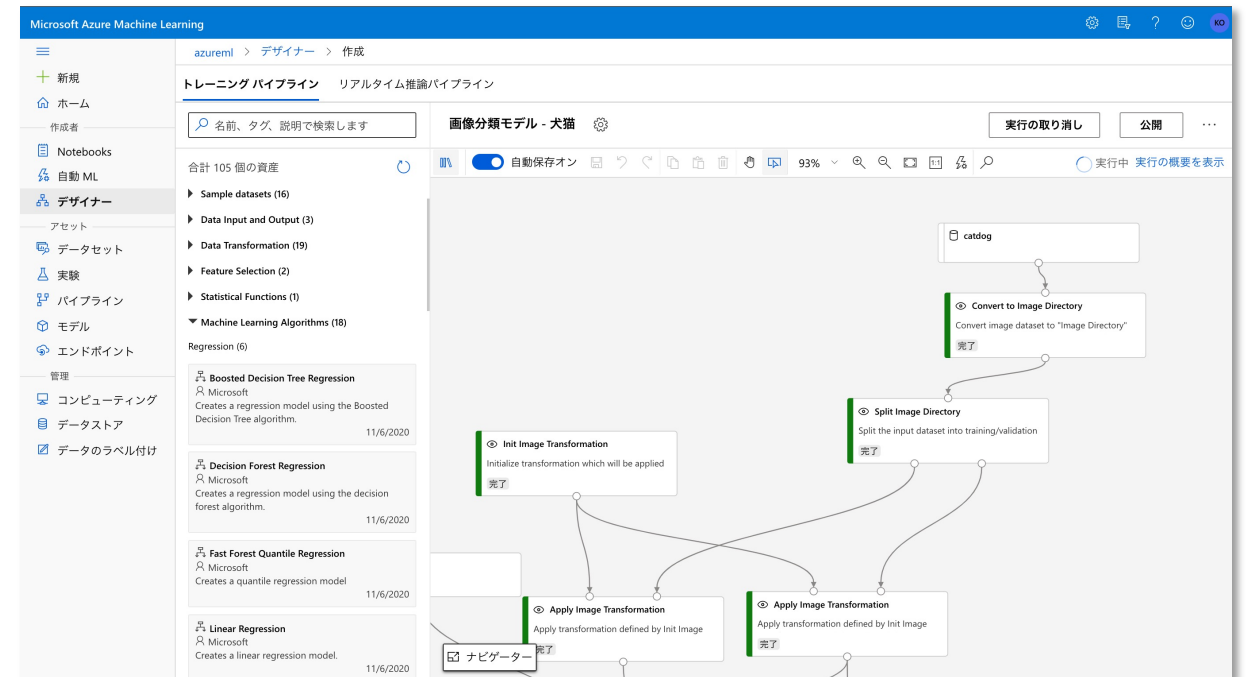 Microsoft Azure Machine Learning
KO
azureml > デザイナー > 作成
新規
ホーム
作成者
Notebooks
自動 ML
デザイナー
アセット
データセット
実験
パイプライン
モデル
エンドポイント
管理
コンピューティング
データストア
データのラベル付け
トレーニング パイプライン リアルタイム推論パイプライン
名前、タグ、説明で検索します
合計 105 個の資産
Sample datasets (16)
Data Input and Output (3)
Data Transformation (19)
Feature Selection (2)
Statistical Functions (1)
Machine Learning Algorithms (18)
Regression (6)
Boosted Decision Tree Regression
Microsoft
Creates a regression model using the Boosted
Decision Tree algorithm.
11/6/2020
Decision Forest Regression
Microsoft
Creates a regression model using the decision
forest algorithm.
11/6/2020
Fast Forest Quantile Regression
Microsoft
Creates a quantile regression model
11/6/2020
Linear Regression
Microsoft
Creates a linear regression model.
11/6/2020
画像分類モデル - 犬猫
実行の取り消し 公開 ...
自動保存オン 93% 1:1 実行中 実行の概要を表示
catdog
Convert to Image Directory
Convert image dataset to "Image Directory"
完了
Split Image Directory
Split the input dataset into training/validation
完了
Init Image Transformation
Initialize transformation which will be applied
完了
Apply Image Transformation
Apply transformation defined by Init Image
完了
Apply Image Transformation
Apply transformation defined by Init Image
完了
ナビゲーター